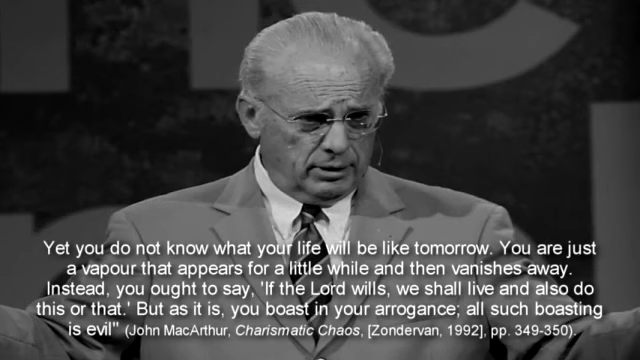 Yet you do not know what your life will be like tomorrow. You are just
a vapour that appears for a little while and then vanishes away.
Instead, you ought to say, 'If the Lord wills, we shall live and also do
this or that.' But as it is, you boast in your arrogance; all such boasting
is evil" (John MacArthur, Charismatic Chaos, [Zondervan, 1992], pp. 349-350).